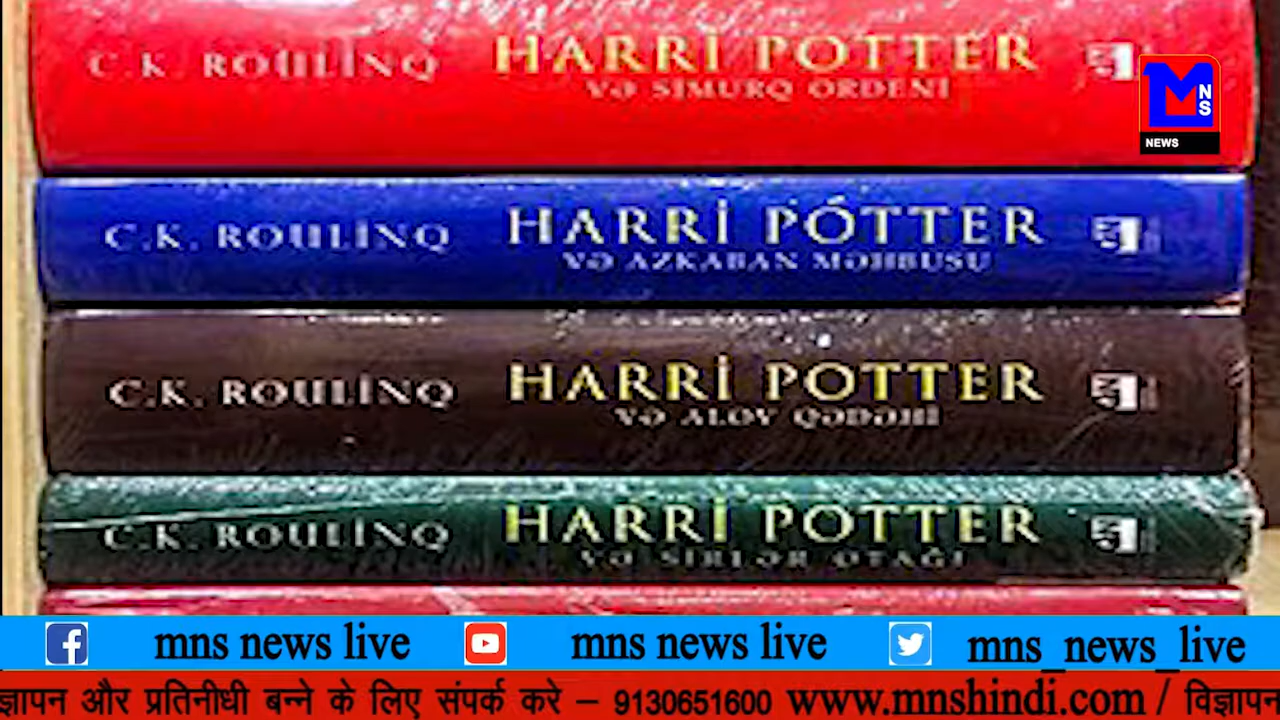 C.K. ROULİNQ HARRİ POTTER
VƏ SİMURQ ORDENİ
MNS
NEWS
C.K. ROULİNQ HARRİ POTTER
VƏ AZKABAN MƏHBUSU
C.K. ROULİNQ HARRİ POTTER
VƏ ALOV QƏDƏHİ
C.K. ROULİNQ HARRİ POTTER
VƏ SİRLƏR OTAĞI
mns news live mns news live mns_news_live
ज्ञापन और प्रतिनीधी बन्ने के लिए संपर्क करे – 9130651600 www.mnshindi.com / विज्ञापन